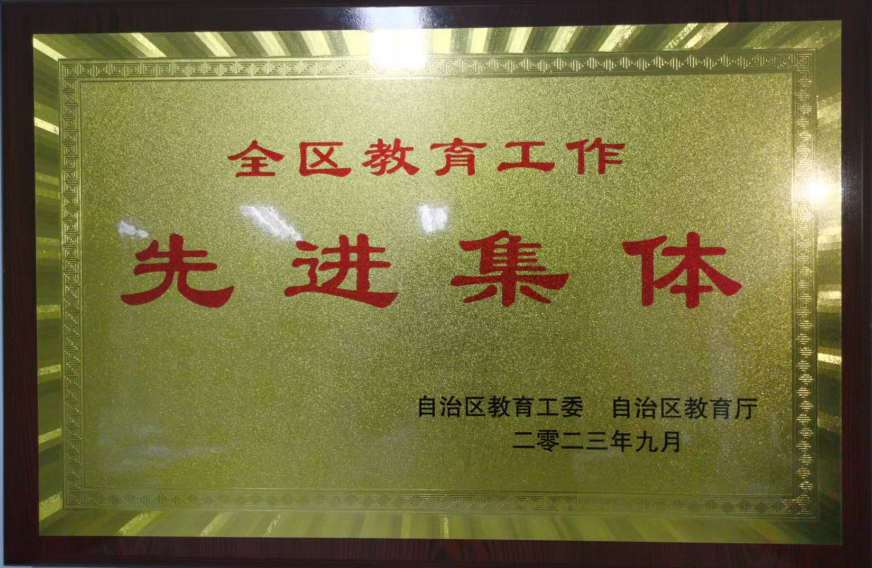 全区教育工作
先进集体
自治区教育工委 自治区教育厅
二零二三年九月